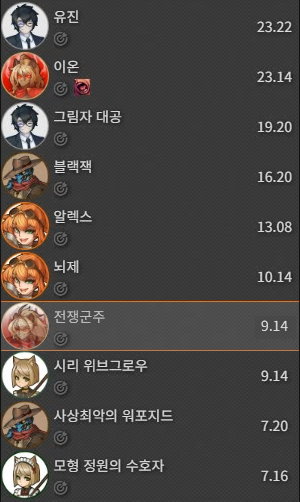 유진 23.22
이온 23.14
그림자 대공 19.20
블랙잭 16.20
알렉스 13.08
뇌제 10.14
전쟁군주 9.14
시리 위브그로우 9.14
사상최악의 워포지드 7.20
모형 정원의 수호자 7.16